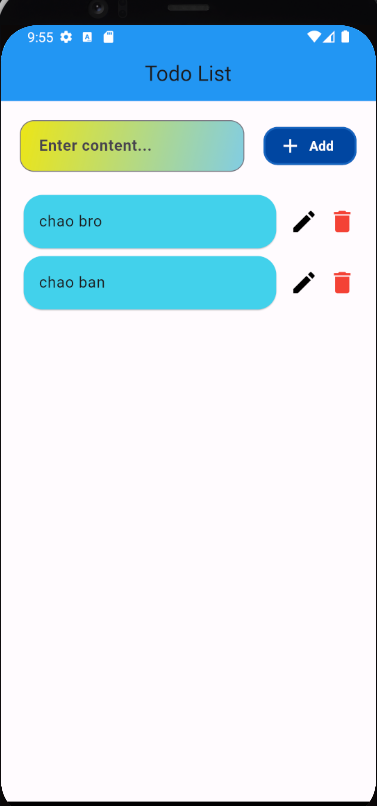 9:55
Todo List
Enter content...
Add
chao bro
chao ban